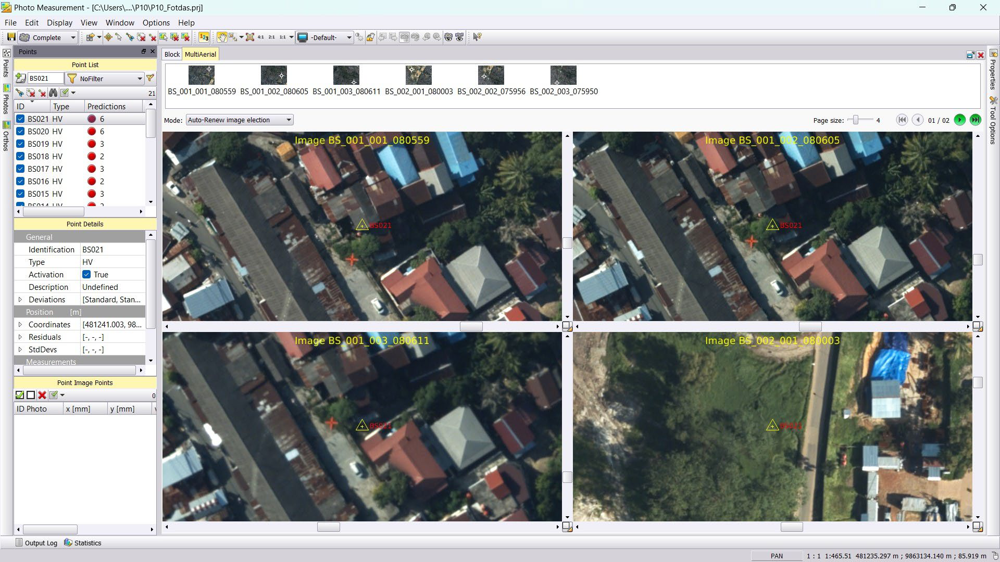 Photo Measurement - [C:\Users\....\P10\P10_Fotdas.prj]
File Edit Display View Window Options Help
Complete 1 2 3 4:1 2:1 1:1 -Default-
Points
Point List
BS021 NoFilter
21
ID Type Predictions
BS021 HV 6
BS020 HV 6
BS019 HV 3
BS018 HV 2
BS017 HV 3
BS016 HV 2
BS015 HV 3
BS014 HV 2
Point Details
General
Identification BS021
Type HV
Activation True
Description Undefined
Deviations [Standard, Stan...
Position [m]
Coordinates [481241.003, 98...
Residuals [-, -, -]
StdDevs [-, -, -]
Measurements
Point Image Points
0
ID Photo x [mm] y [mm]
Points
Photos
Orthos
Block MultiAerial
BS_001_001_080559 BS_001_002_080605 BS_001_003_080611 BS_002_001_080003 BS_002_002_075956 BS_002_003_075950
Mode: Auto-Renew image election Page size: 4 01 / 02
Image BS_001_001_080559
BS021
Image BS_001_002_080605
BS021
Image BS_001_003_080611
BS021
Image BS_002_001_080003
BS021
Properties
Tool Options
Output Log Statistics
PAN 1 : 1 1:465.51 481235.297 m ; 9863134.140 m ; 85.919 m